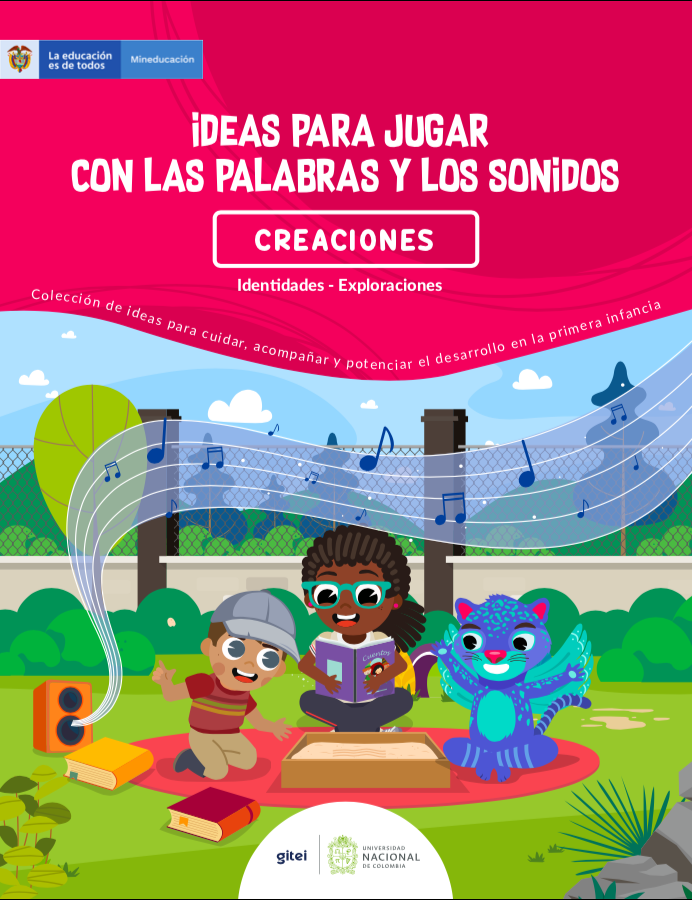 La educación
es de todos
Mineducación
iDEAS PARA JUGAR
CON LAS PALABRAS Y LOS SONiDOS
CREACIONES
Identidades - Exploraciones
Colección de ideas para cuidar, acompañar y potenciar el desarrollo en la primera infancia
Cuentos
gitei
UNIVERSIDAD
NACIONAL
DE COLOMBIA